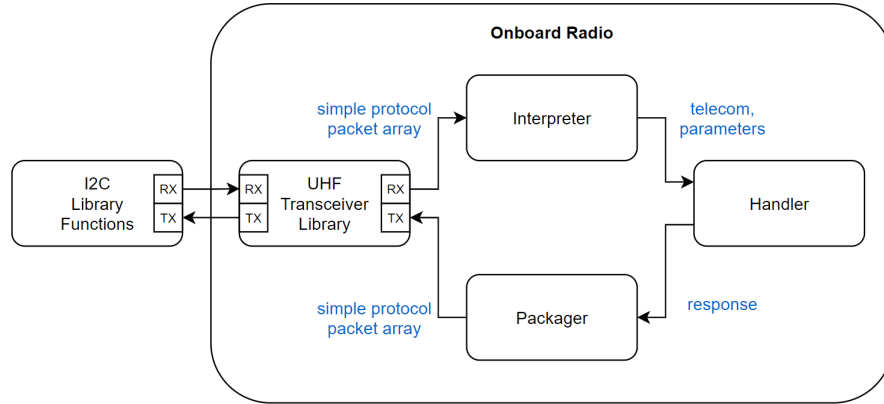 Onboard Radio
simple protocol
packet array
Interpreter
telecom,
parameters
I2C
Library
Functions
RX
TX
RX
TX
UHF
Transceiver
Library
RX
TX
Handler
simple protocol
packet array
Packager
response